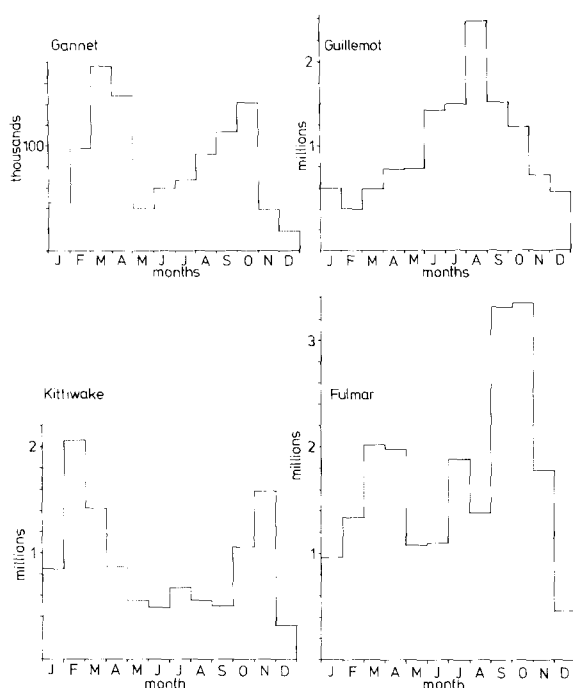 Gannet
100
thousands
J F M A M J J A S O N D
months
Guillemot
2
1
millions
J F M A M J J A S O N D
months
Kittiwake
2
1
millions
J F M A M J J A S O N D
month
Fulmar
3
2
1
millions
J F M A M J J A S O N D
month